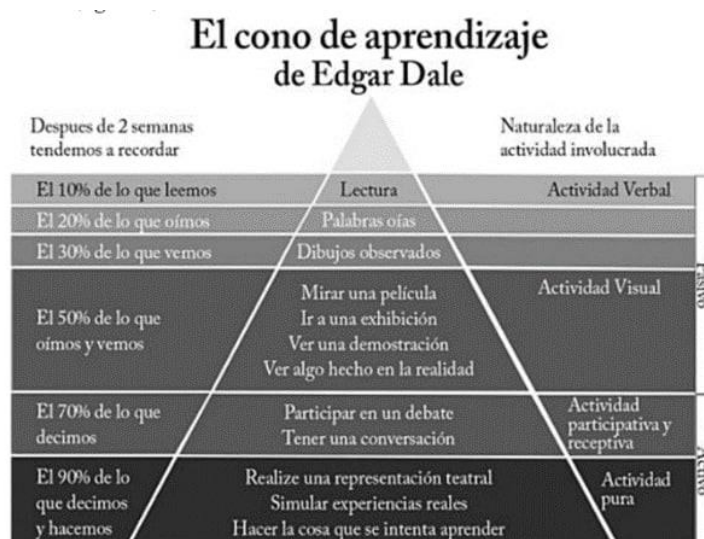 El cono de aprendizaje
de Edgar Dale
Despues de 2 semanas
tendemos a recordar
Naturaleza de la
actividad involucrada
El 10% de lo que leemos
Lectura
Actividad Verbal
El 20% de lo que oímos
Palabras oías
El 30% de lo que vemos
Dibujos observados
El 50% de lo que
oímos y vemos
Mirar una película
Ir a una exhibición
Ver una demostración
Ver algo hecho en la realidad
Actividad Visual
El 70% de lo que
decimos
Participar en un debate
Tener una conversación
Actividad
participativa y
receptiva
El 90% de lo
que decimos
y hacemos
Realize una representación teatral
Simular experiencias reales
Hacer la cosa que se intenta aprender
Actividad
pura